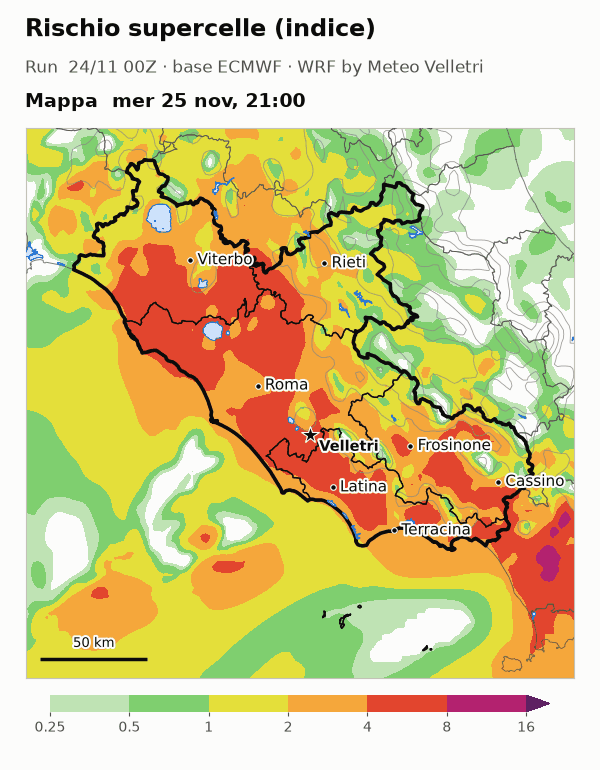 Rischio supercelle (indice)
Run  24/11 00Z · base ECMWF · WRF by Meteo Velletri
Mappa  mer 25 nov, 21:00
Viterbo
Rieti
Roma
Velletri
Frosinone
Latina
Cassino
Terracina
50 km
0.25 0.5 1 2 4 8 16